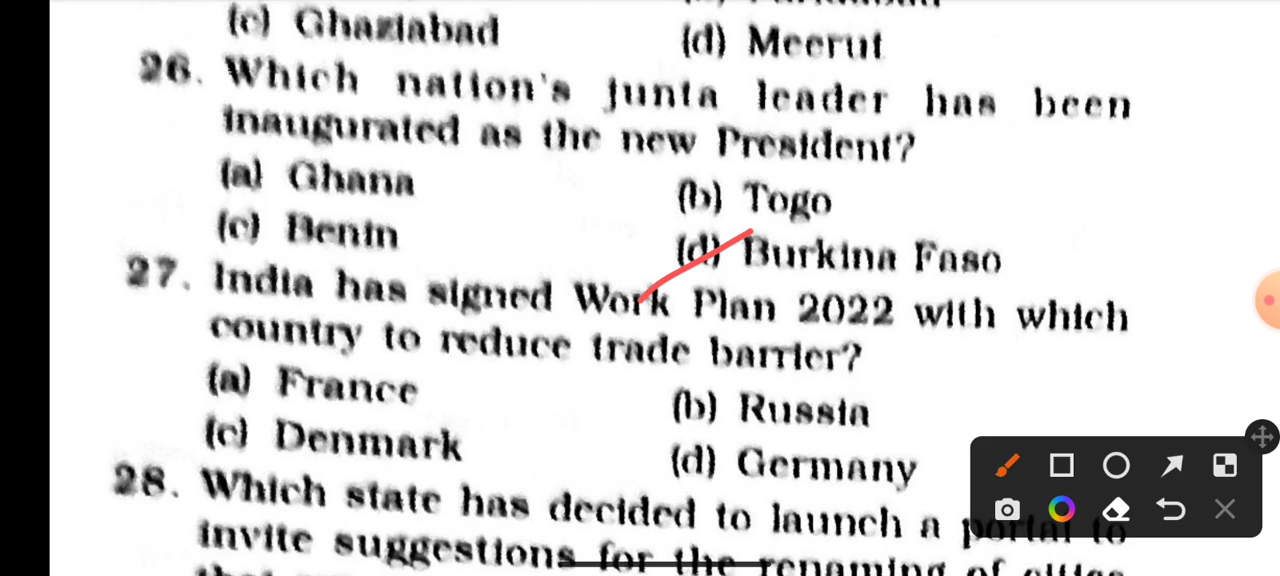 (c) Ghaziabad
(d) Meerut
26. Which nation's junta leader has been
inaugurated as the new President?
(a) Ghana
(b) Togo
(c) Benin
(d) Burkina Faso
27. India has signed Work Plan 2022 with which
country to reduce trade barrier?
(a) France
(b) Russia
(c) Denmark
(d) Germany
28. Which state has decided to launch a portal to
invite suggestions for the renaming of cities